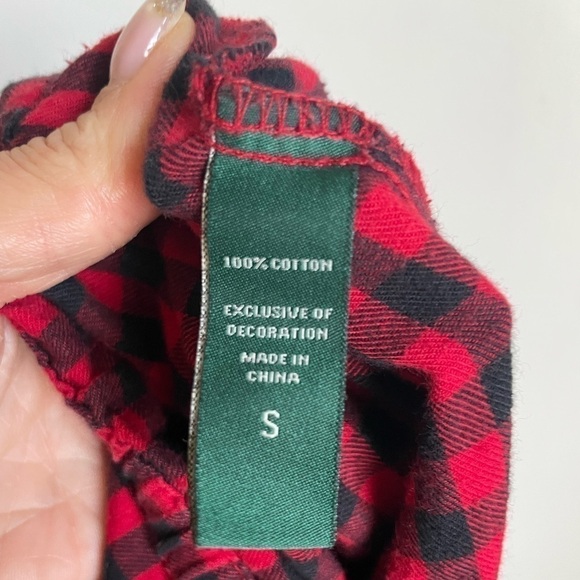 100% COTTON
EXCLUSIVE OF
DECORATION
MADE IN
CHINA
S